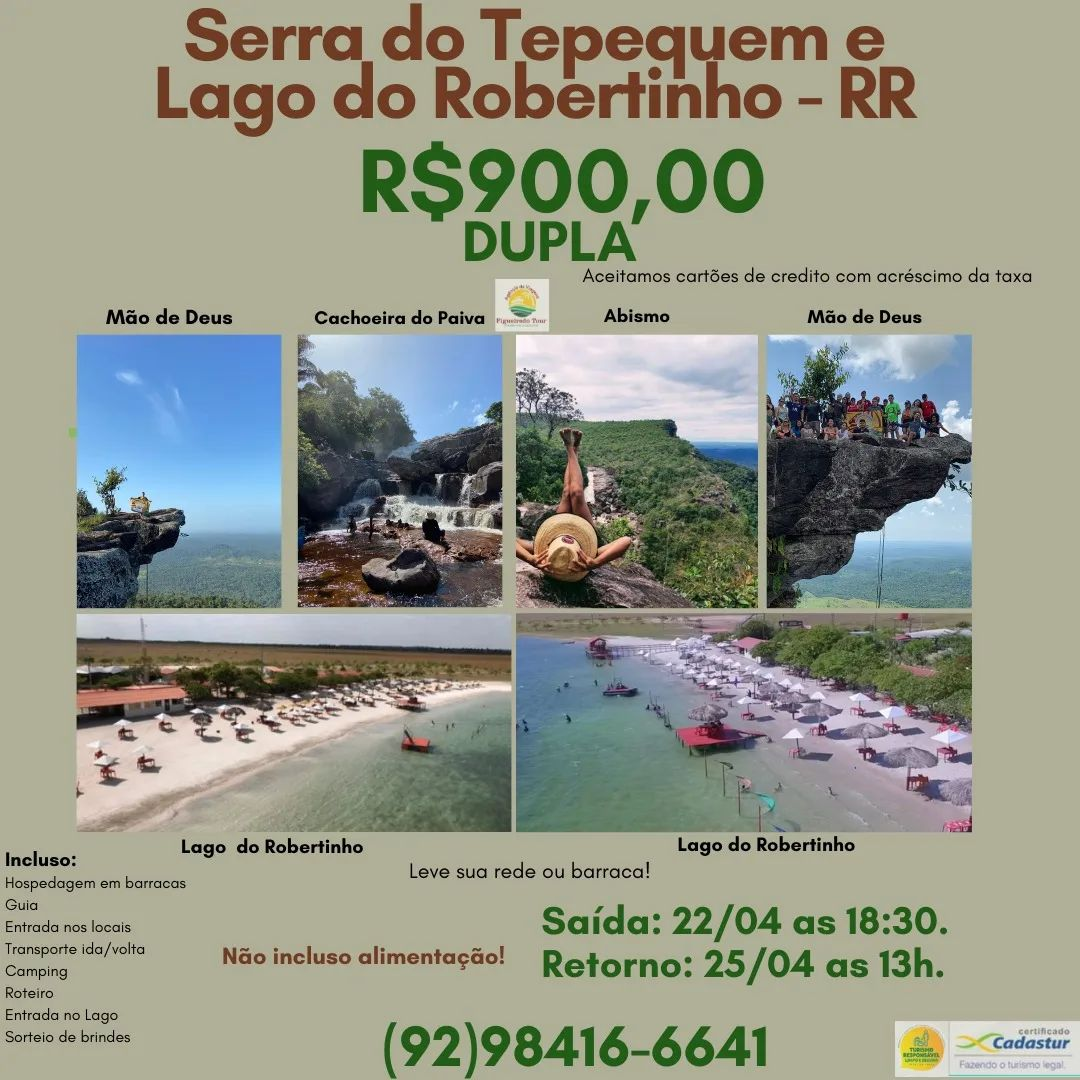 Serra do Tepequem e
Lago do Robertinho - RR
R$900,00
DUPLA
Aceitamos cartões de credito com acréscimo da taxa
Mão de Deus
Cachoeira do Paiva
Figueiredo Tour
Abismo
Mão de Deus
Lago do Robertinho
Lago do Robertinho
Incluso:
Hospedagem em barracas
Guia
Entrada nos locais
Transporte ida/volta
Camping
Roteiro
Entrada no Lago
Sorteio de brindes
Leve sua rede ou barraca!
Não incluso alimentação!
Saída: 22/04 as 18:30.
Retorno: 25/04 as 13h.
(92)98416-6641
TURISMO
RESPONSÁVEL
certificado
Cadastur
Fazendo o turismo legal.